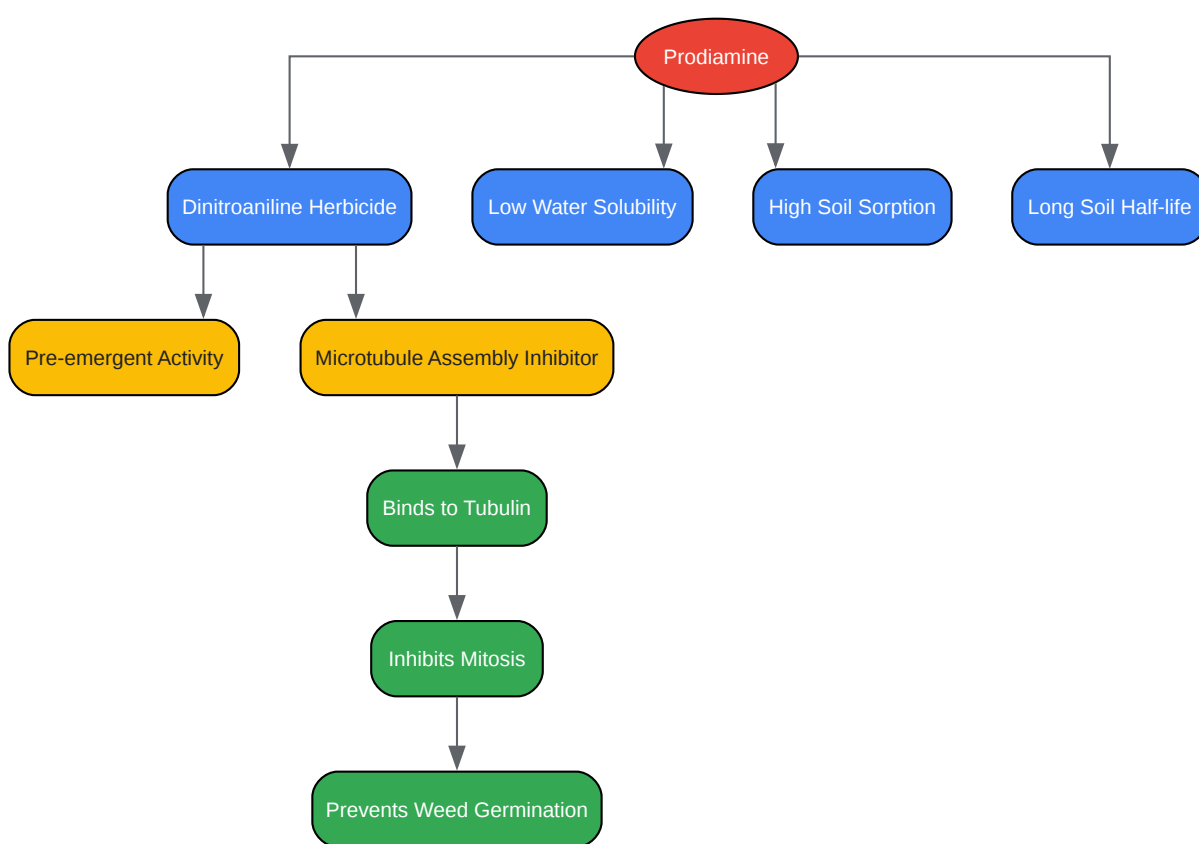 Prodiamine
Dinitroaniline Herbicide
Low Water Solubility
High Soil Sorption
Long Soil Half-life
Pre-emergent Activity
Microtubule Assembly Inhibitor
Binds to Tubulin
Inhibits Mitosis
Prevents Weed Germination